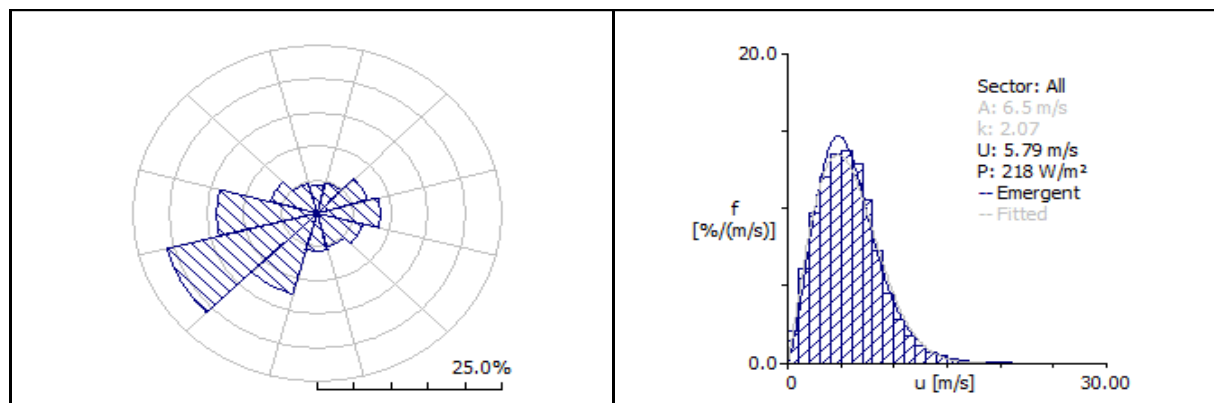 25.0%
20.0
f
[%/(m/s)]
0.0
0
u [m/s]
30.00
Sector: All
A: 6.5 m/s
k: 2.07
U: 5.79 m/s
P: 218 W/m²
-- Emergent
-- Fitted